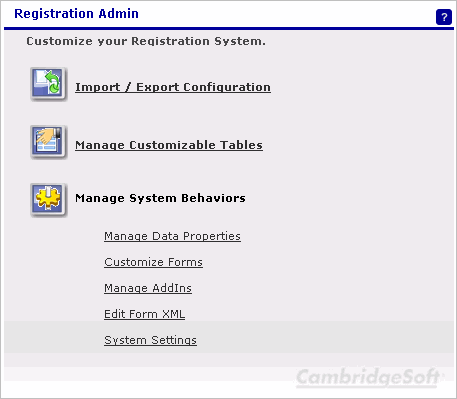 Registration Admin
?
Customize your Registration System.
Import / Export Configuration
Manage Customizable Tables
Manage System Behaviors
Manage Data Properties
Customize Forms
Manage AddIns
Edit Form XML
System Settings
CambridgeSoft®